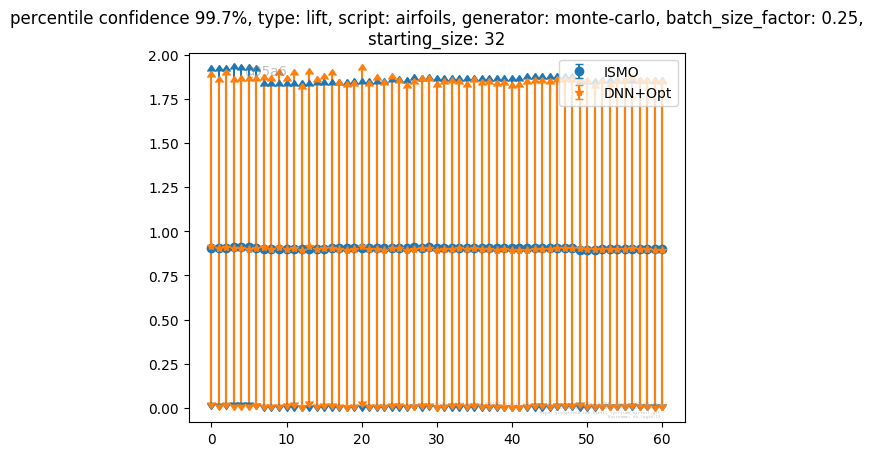 percentile confidence 99.7%, type: lift, script: airfoils, generator: monte-carlo, batch_size_factor: 0.25,
starting_size: 32
2.00
1.75
1.50
1.25
1.00
0.75
0.50
0.25
0.00
ISMO
DNN+Opt
0 10 20 30 40 50 60